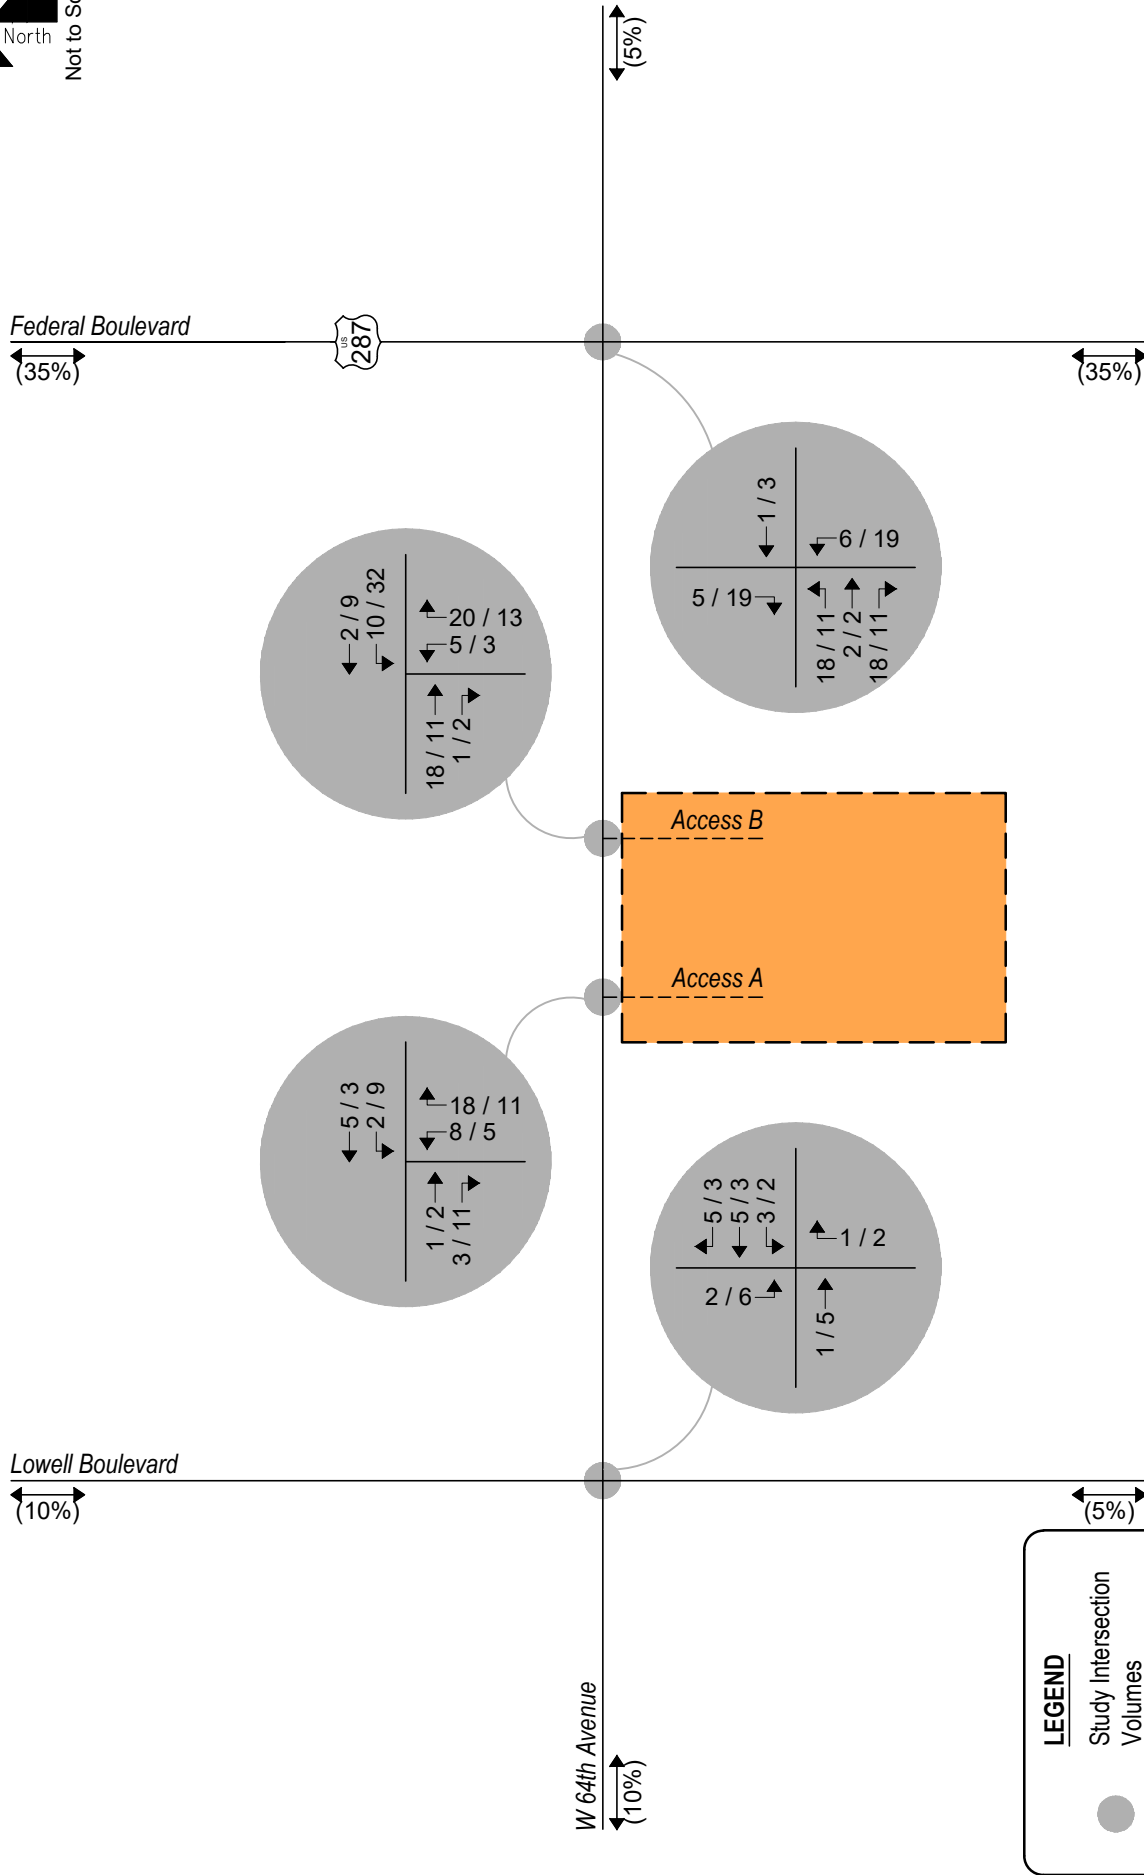 North
Not to Sc
(5%)
Federal Boulevard
(35%)
US
287
(35%)
1 / 3
6 / 19
5 / 19
18 / 11
2 / 2
18 / 11
2 / 9
10 / 32
20 / 13
5 / 3
18 / 11
1 / 2
Access B
Access A
5 / 3
2 / 9
18 / 11
8 / 5
1 / 2
3 / 11
5 / 3
5 / 3
3 / 2
1 / 2
2 / 6
1 / 5
Lowell Boulevard
(10%)
(5%)
W 64th Avenue
(10%)
LEGEND
Study Intersection
Volumes